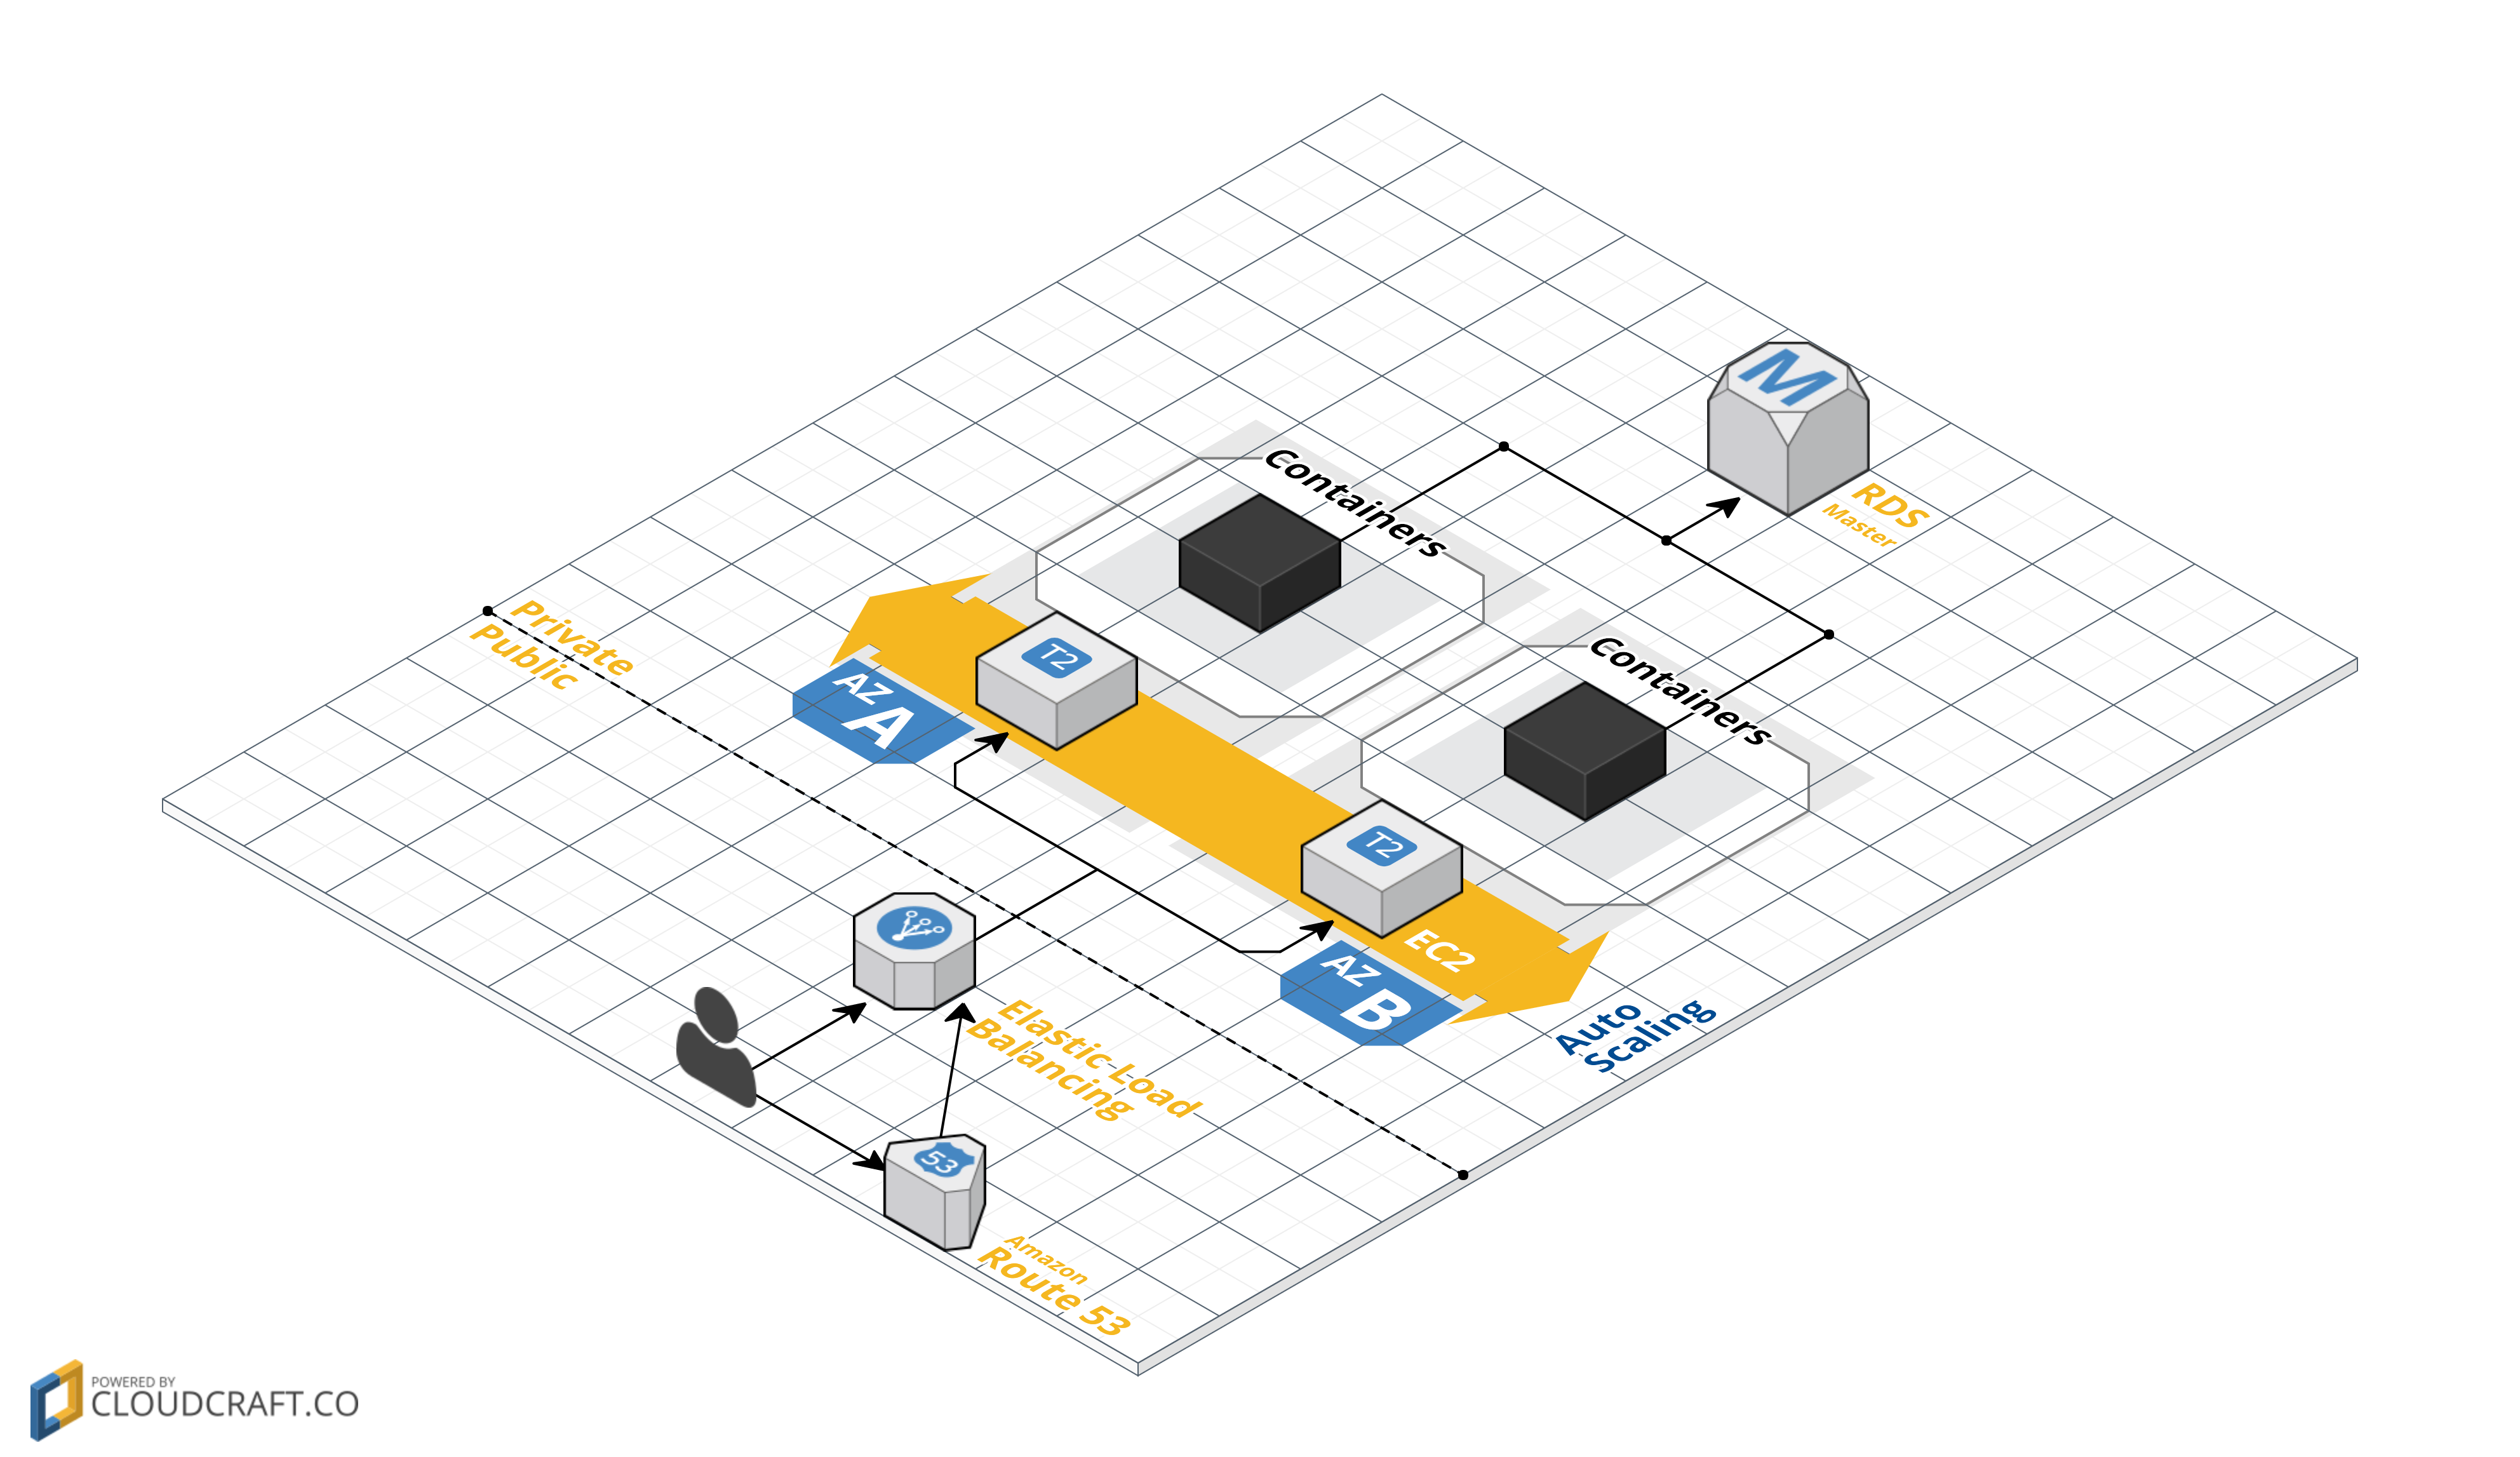 Containers
M
RDS
Master
Containers
Private
Public
T2
AZ
A
T2
EC2
AZ
B
Auto
Scaling
Elastic Load
Balancing
53
Amazon
Route 53
POWERED BY
CLOUDCRAFT.CO